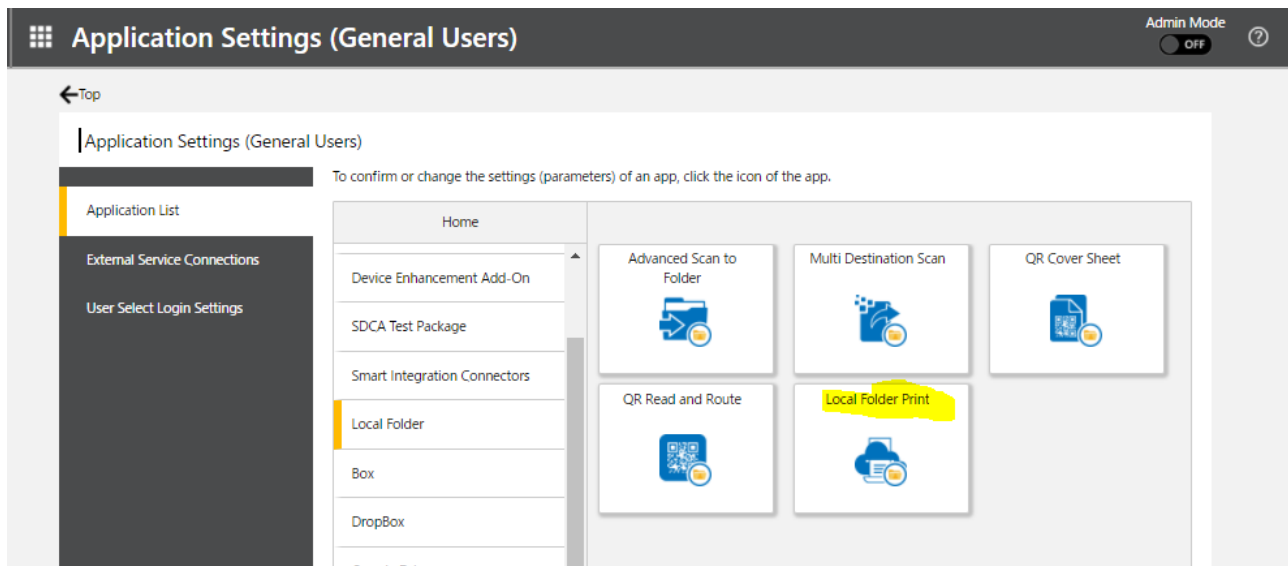 Application Settings (General Users)
Admin Mode
OFF
?
Top
Application Settings (General Users)
To confirm or change the settings (parameters) of an app, click the icon of the app.
Application List
External Service Connections
User Select Login Settings
Home
Device Enhancement Add-On
SDCA Test Package
Smart Integration Connectors
Local Folder
Box
DropBox
Advanced Scan to
Folder
Multi Destination Scan
QR Cover Sheet
QR Read and Route
Local Folder Print